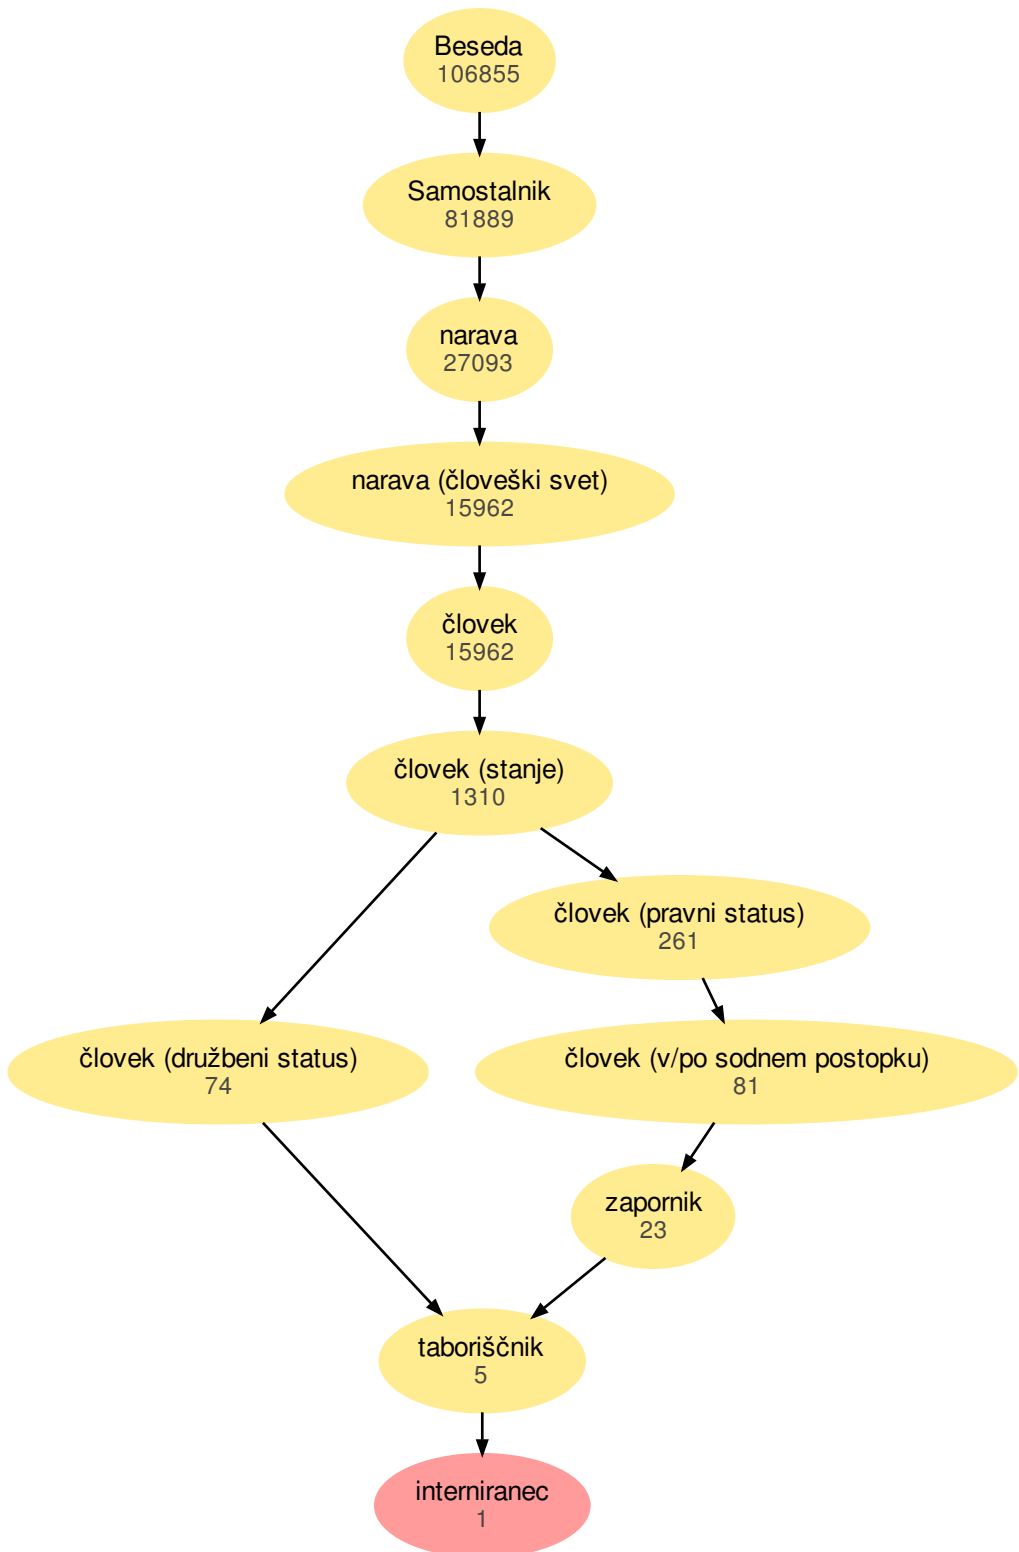 Beseda
106855
Samostalnik
81889
narava
27093
narava (človeški svet)
15962
človek
15962
človek (stanje)
1310
človek (pravni status)
261
človek (družbeni status)
74
človek (v/po sodnem postopku)
81
zapornik
23
taboriščnik
5
interniranec
1